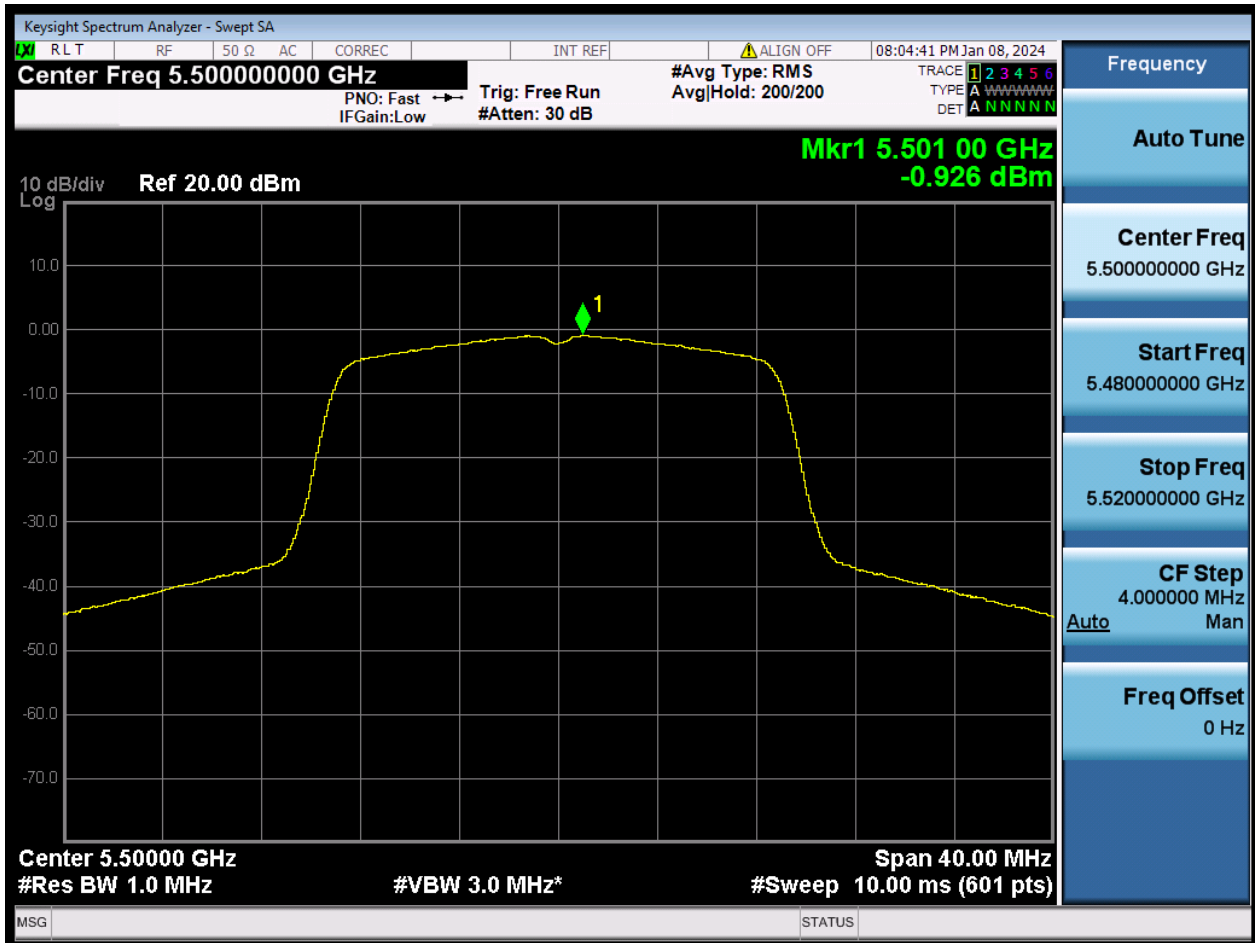 Keysight Spectrum Analyzer - Swept SA
LXI RLT RF 50 Ω AC CORREC INT REF ALIGN OFF 08:04:41 PM Jan 08, 2024
Center Freq 5.500000000 GHz
PNO: Fast
IFGain:Low
Trig: Free Run
#Atten: 30 dB
#Avg Type: RMS
Avg|Hold: 200/200
TRACE 1 2 3 4 5 6
TYPE A WWWWW
DET A N N N N N
Mkr1 5.501 00 GHz
-0.926 dBm
10 dB/div Ref 20.00 dBm
Log
10.0
0.00
-10.0
-20.0
-30.0
-40.0
-50.0
-60.0
-70.0
1
Center 5.50000 GHz Span 40.00 MHz
#Res BW 1.0 MHz #VBW 3.0 MHz* #Sweep 10.00 ms (601 pts)
MSG STATUS
Frequency
Auto Tune
Center Freq
5.500000000 GHz
Start Freq
5.480000000 GHz
Stop Freq
5.520000000 GHz
CF Step
4.000000 MHz
Auto Man
Freq Offset
0 Hz